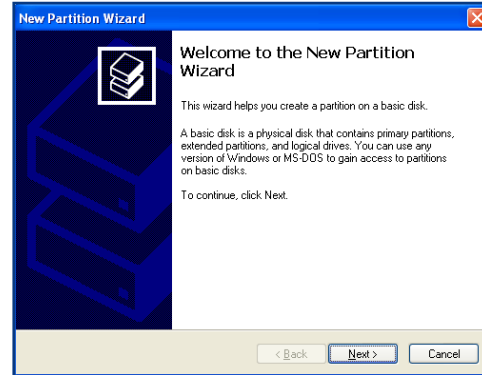 New Partition Wizard
Welcome to the New Partition
Wizard
This wizard helps you create a partition on a basic disk.
A basic disk is a physical disk that contains primary partitions,
extended partitions, and logical drives. You can use any
version of Windows or MS-DOS to gain access to partitions
on basic disks.
To continue, click Next.
< Back Next > Cancel